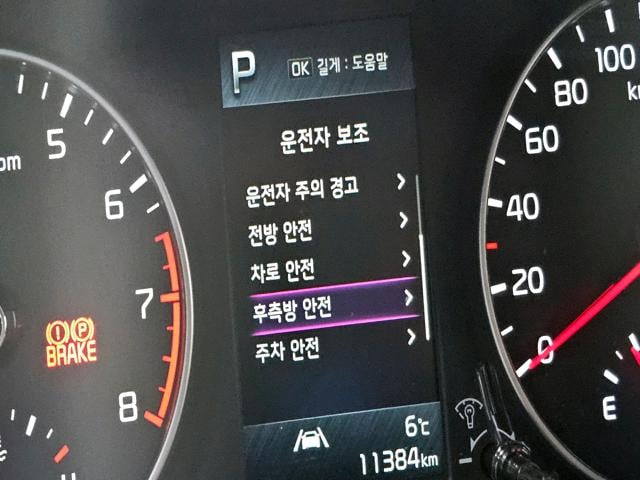 P
OK 길게 : 도움말
운전자 보조
운전자 주의 경고
전방 안전
차로 안전
후측방 안전
주차 안전
6℃
11384 km
5
6
7
8
(!) (P)
BRAKE
100
80
60
40
20
0
E